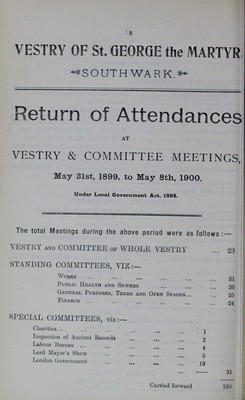 8
VESTRY OF St. GEORGE the MARTYR
SOUTHWARK.
Return of Attendances
AT
VESTRY & COMMITTEE MEETINGS,
May 31st, 1899, to May 8th, 1900.
Under Local Government Act, 1894.
The total Meetings during the above period were as follows:—
VESTRY AND COMMITTEE OF WHOLE VESTRY ... 23
STANDING COMMITTEES, VIZ:—
Works ... ... ... ... ... 31
Public Health and Sewers ... ... 26
General Purposes, Trees and Open Spaces... ... 25
Finance ... ... ... ... ... 24
SPECIAL COMMITTEES, viz:—
Charities... ... ... ... ... 1
Inspection of Ancient Records ... ... 2
Labour Bureau ... ... ... ... 4
Lord Mayor's Show ... ... ... 5
London Government ... ... ... 19
31
Carried forward 160